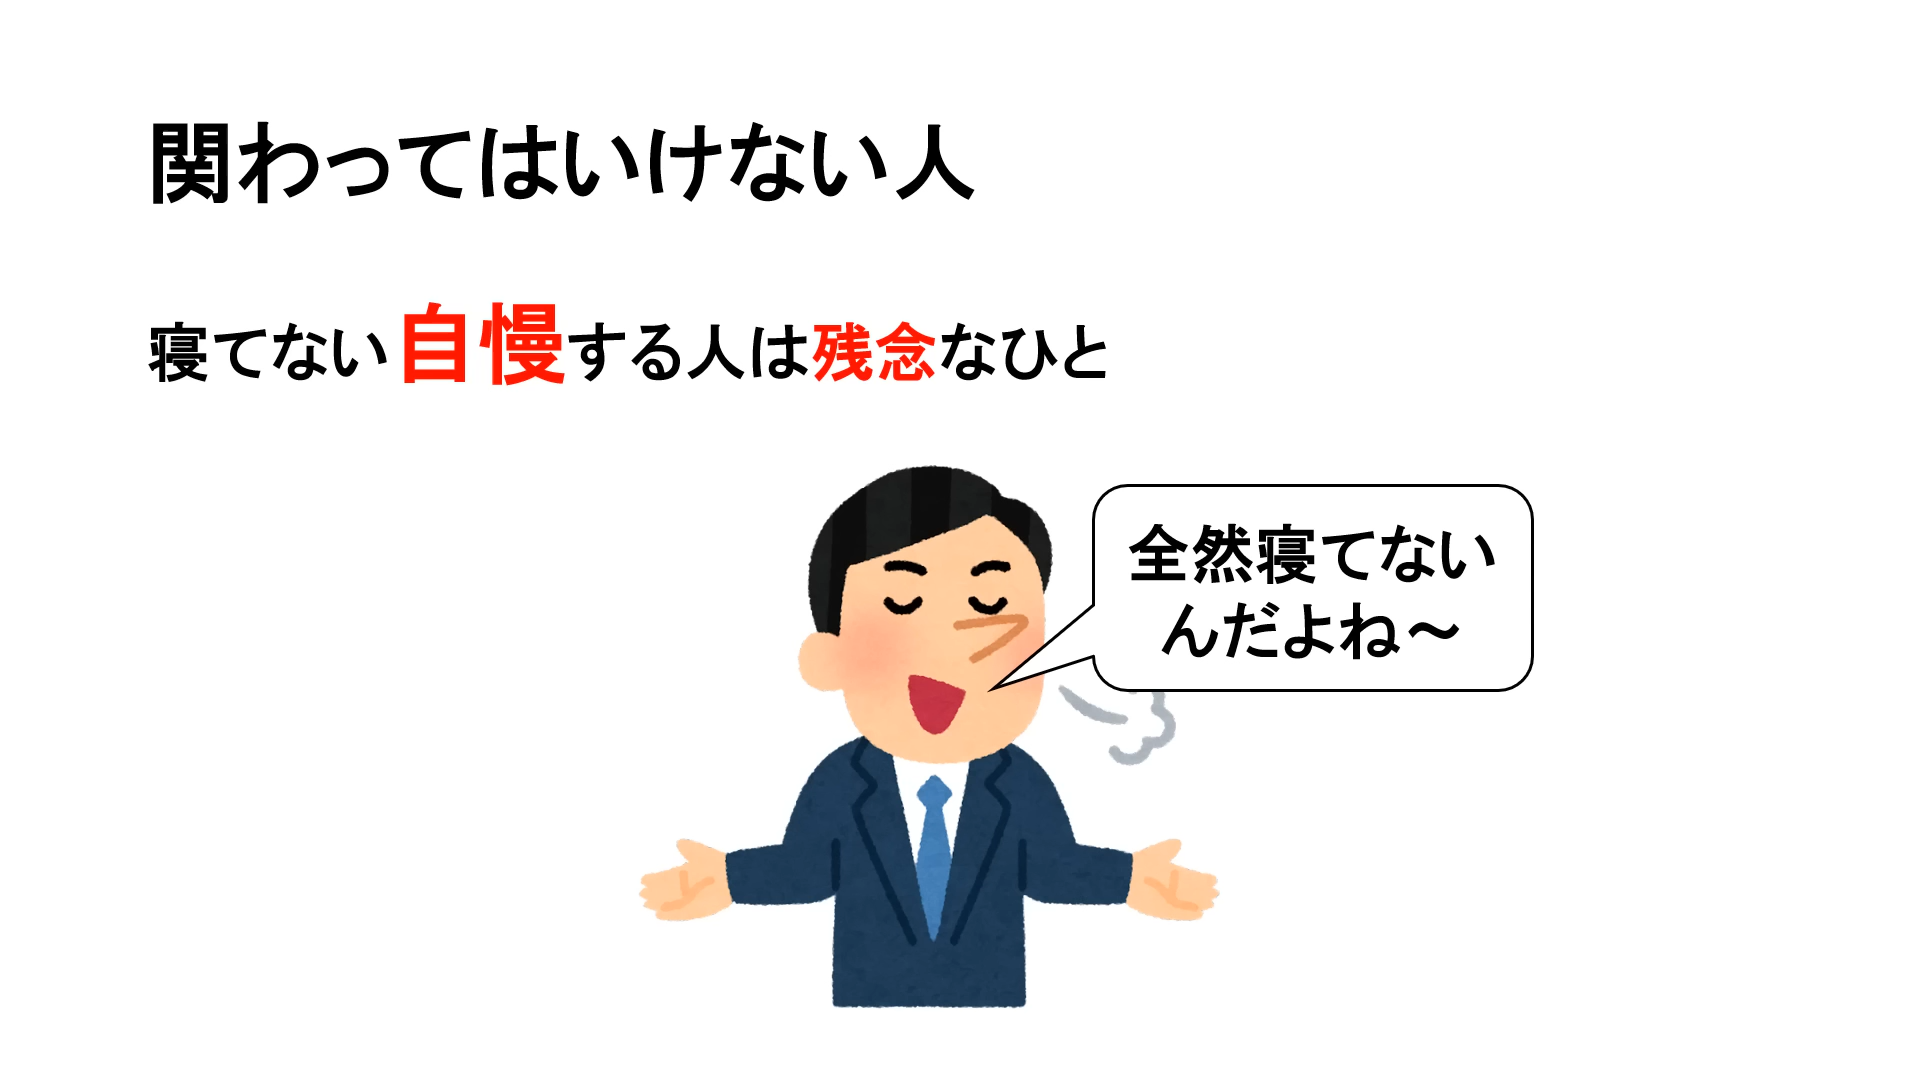 関わってはいけない人
寝てない自慢する人は残念なひと
全然寝てない
んだよね～